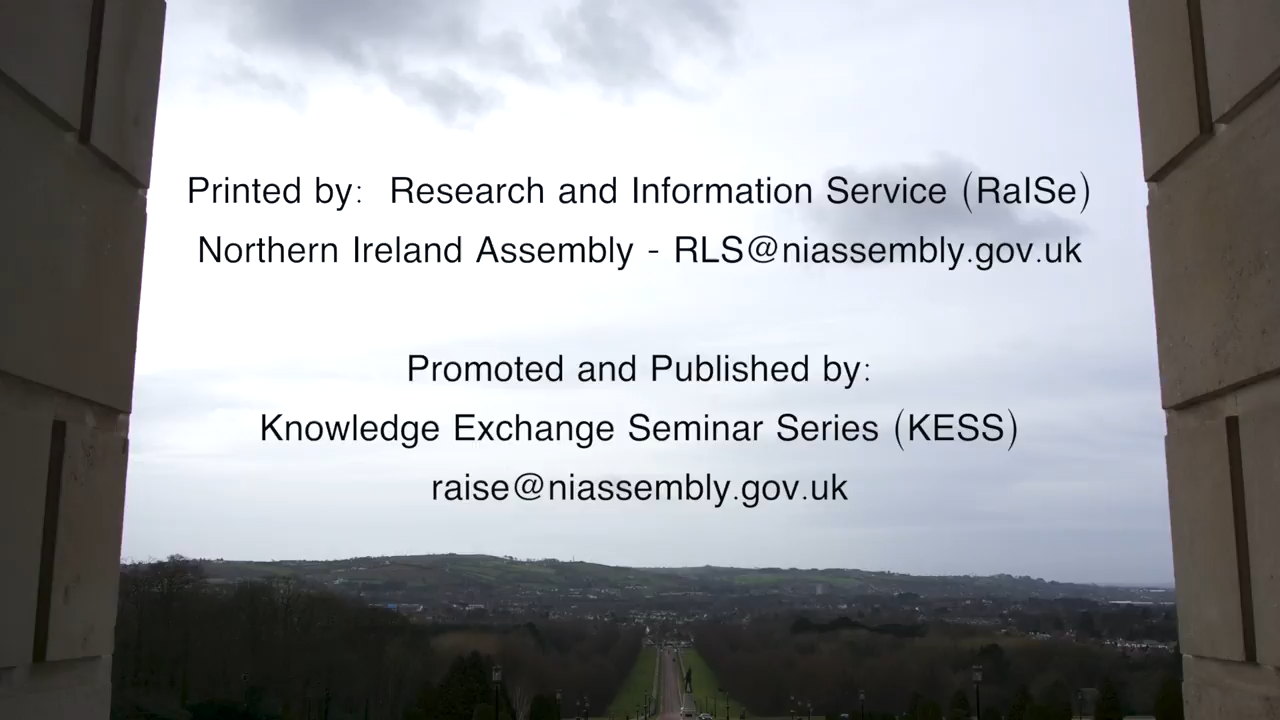 Printed by:  Research and Information Service (RaISe)
Northern Ireland Assembly - RLS@niassembly.gov.uk
Promoted and Published by:
Knowledge Exchange Seminar Series (KESS)
raise@niassembly.gov.uk